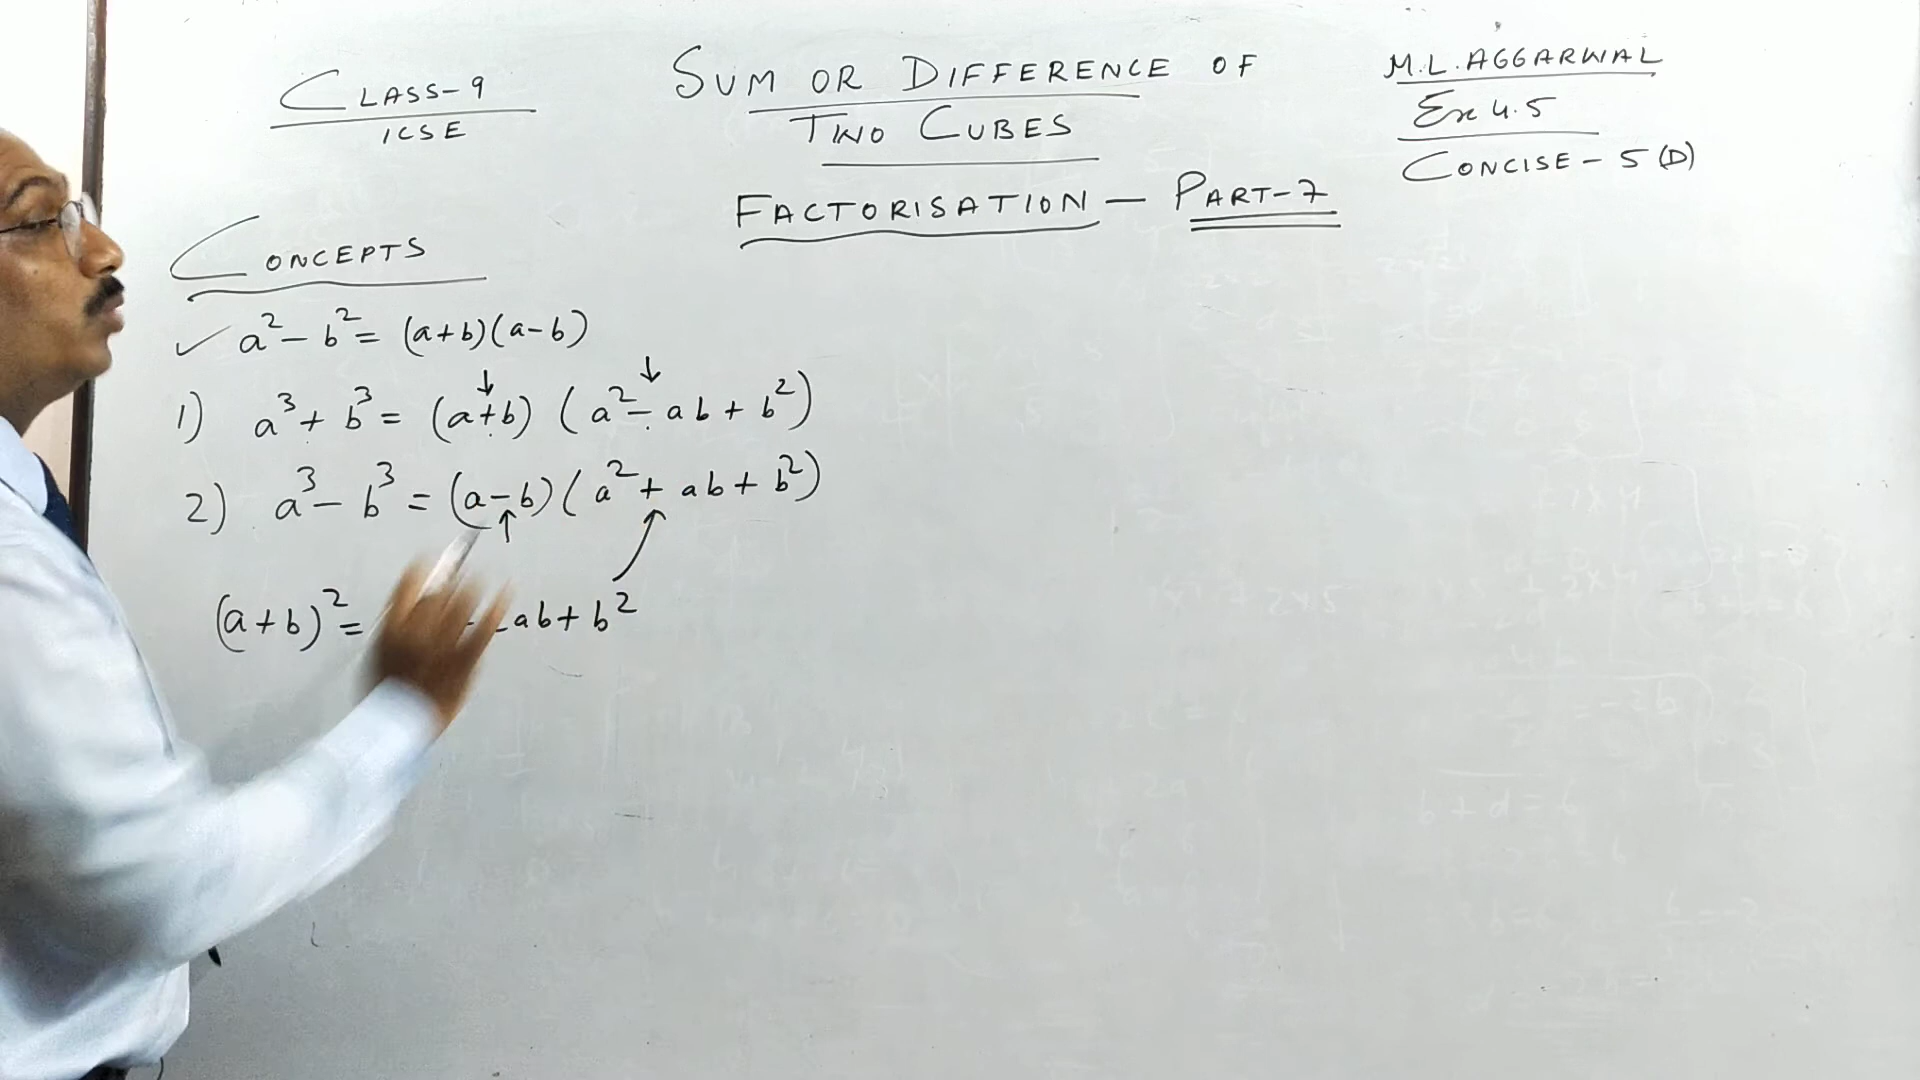 CLASS-9
ICSE
SUM OR DIFFERENCE OF
TWO CUBES
FACTORISATION — PART-7
M.L. AGGARWAL
Ex 4.5
CONCISE - 5(D)
CONCEPTS
✓ a² - b² = (a+b)(a-b)
1) a³ + b³ = (a+b) (a² - ab + b²)
2) a³ - b³ = (a-b) (a² + ab + b²)
(a+b)² = ab + b²